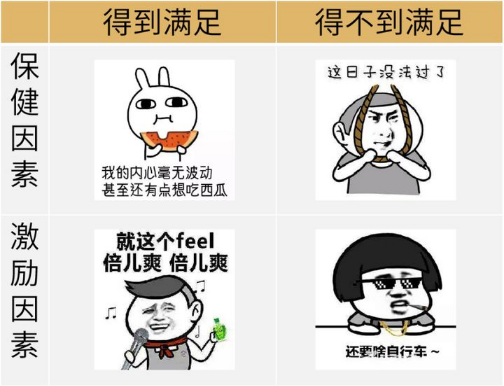 得到满足
得不到满足
保健因素
我的内心毫无波动
甚至还有点想吃西瓜
这日子没法过了
激励因素
就这个feel
倍儿爽 倍儿爽
还要啥自行车~